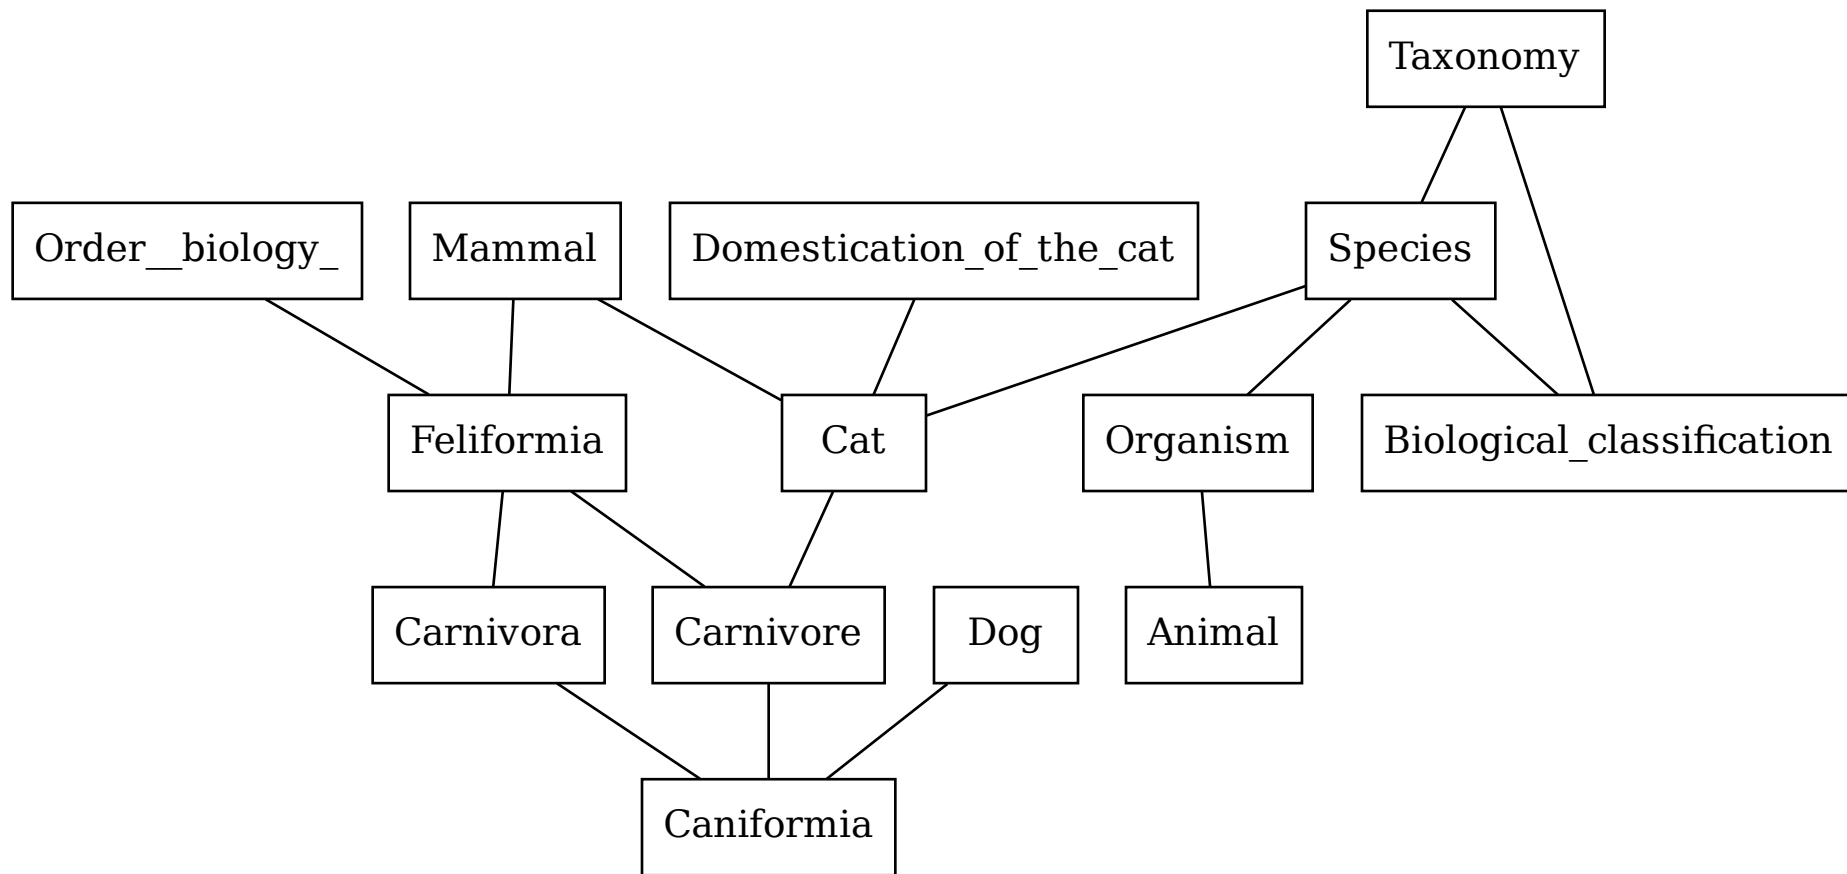 Taxonomy
Order__biology_
Mammal
Domestication_of_the_cat
Species
Feliformia
Cat
Organism
Biological_classification
Carnivora
Carnivore
Dog
Animal
Caniformia